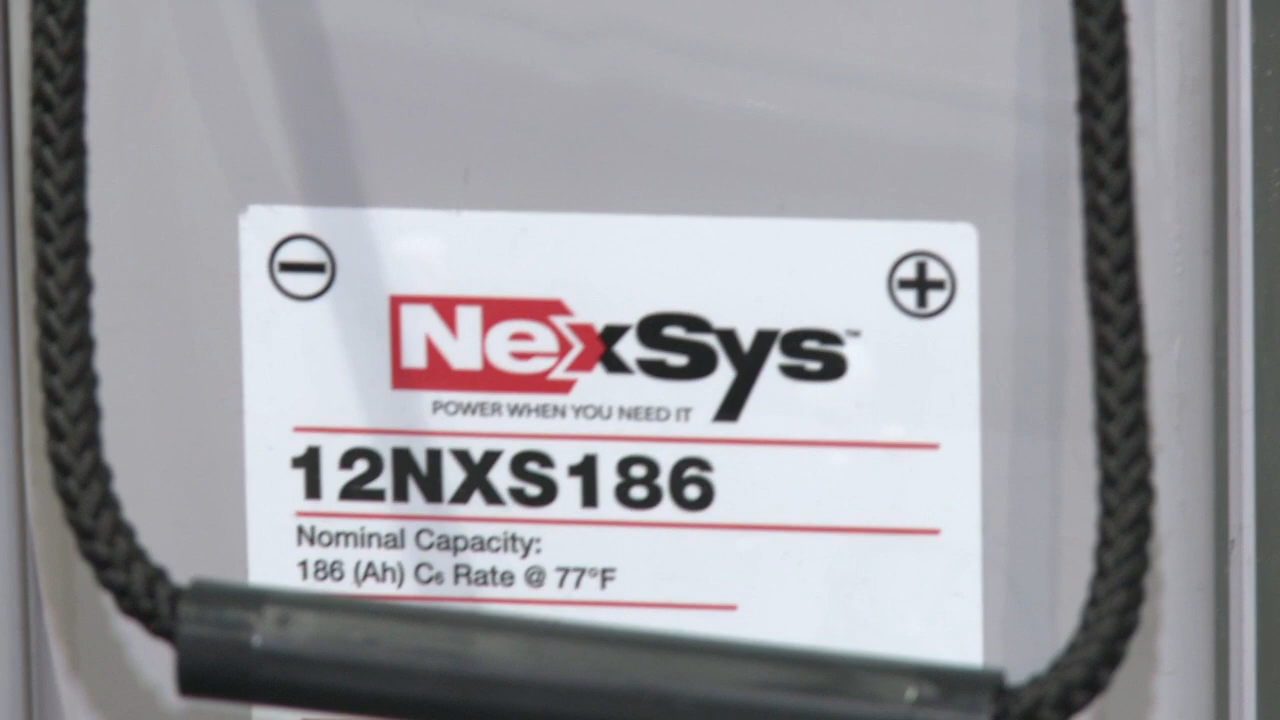 NexSys™
POWER WHEN YOU NEED IT
12NXS186
Nominal Capacity:
186 (Ah) C₆ Rate @ 77°F